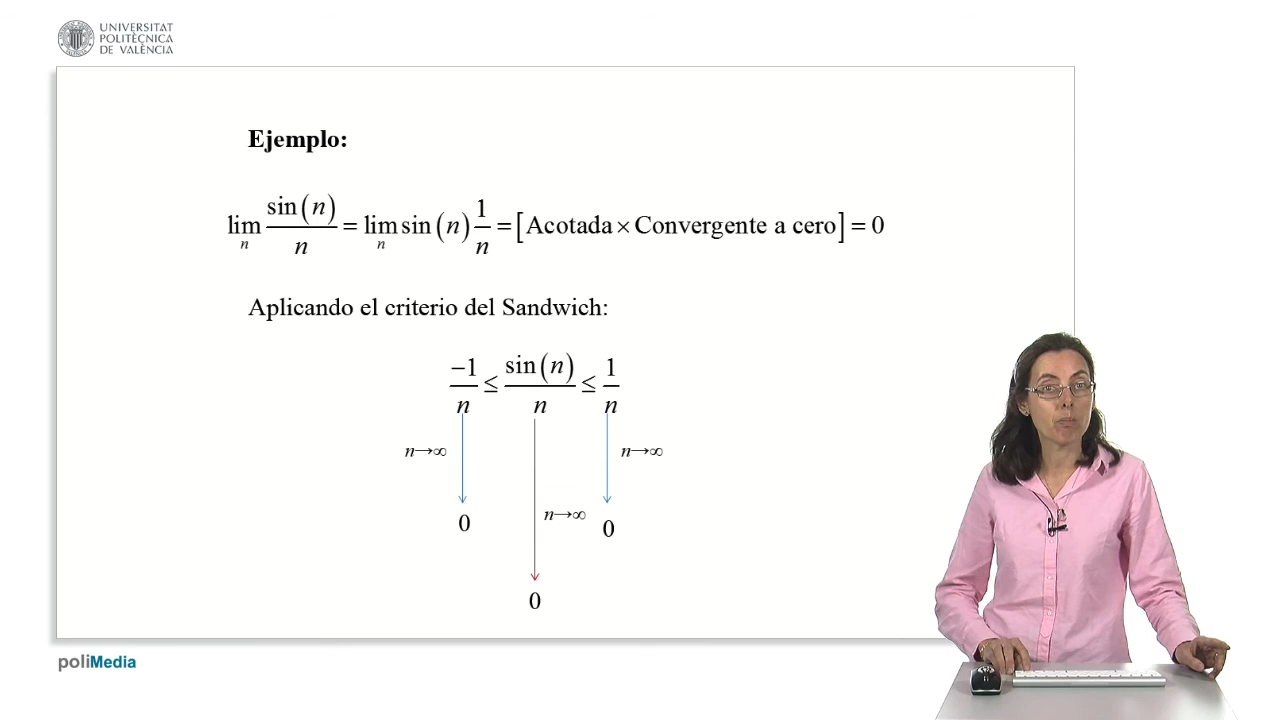 UNIVERSITAT
POLITÈCNICA
DE VALÈNCIA
Ejemplo:
lim_n sin(n)/n = lim_n sin(n) 1/n = [Acotada × Convergente a cero] = 0
Aplicando el criterio del Sandwich:
-1/n ≤ sin(n)/n ≤ 1/n
n→∞ n→∞
0 n→∞ 0
0
poliMedia